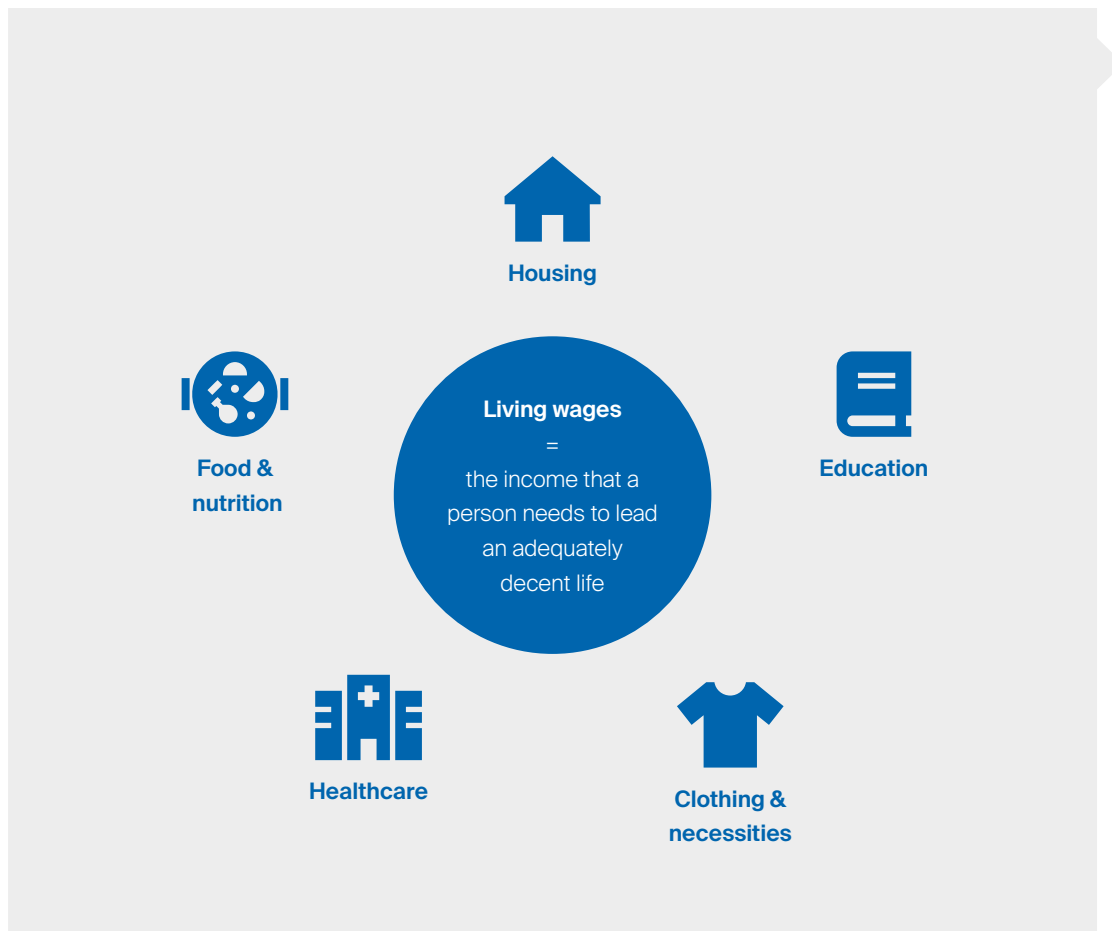 Housing
Food &
nutrition
Living wages
=
the income that a
person needs to lead
an adequately
decent life
Education
Healthcare
Clothing &
necessities